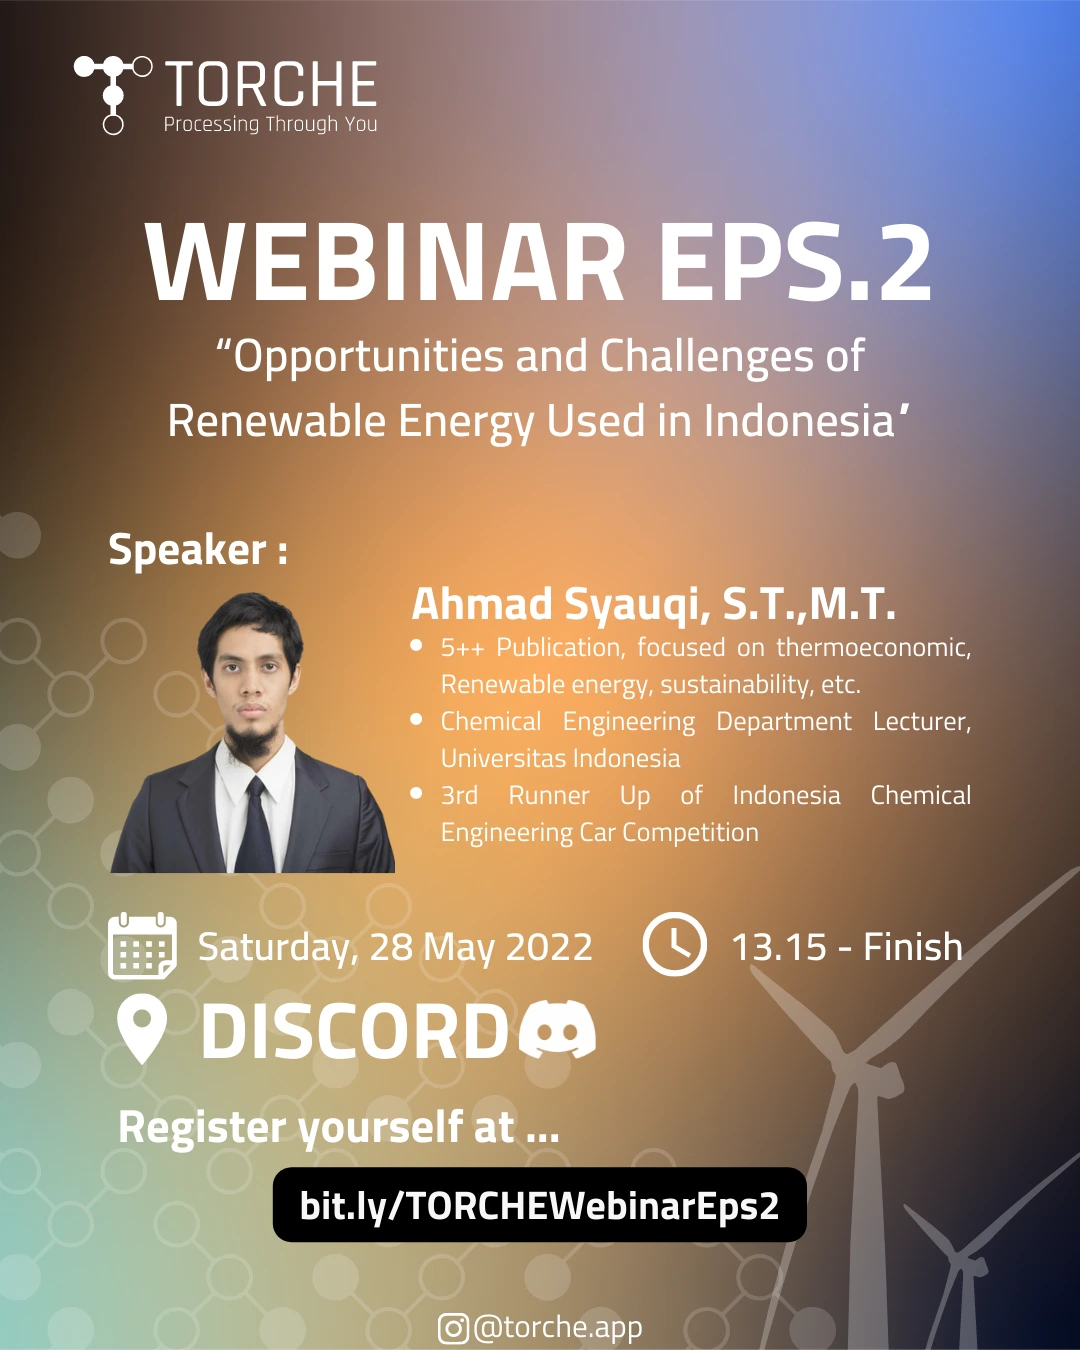 TORCHE
Processing Through You
WEBINAR EPS.2
“Opportunities and Challenges of
Renewable Energy Used in Indonesia’
Speaker :
Ahmad Syauqi, S.T.,M.T.
5++ Publication, focused on thermoeconomic,
Renewable energy, sustainability, etc.
Chemical Engineering Department Lecturer,
Universitas Indonesia
3rd Runner Up of Indonesia Chemical
Engineering Car Competition
Saturday, 28 May 2022
13.15 - Finish
DISCORD
Register yourself at ...
bit.ly/TORCHEWebinarEps2
@torche.app